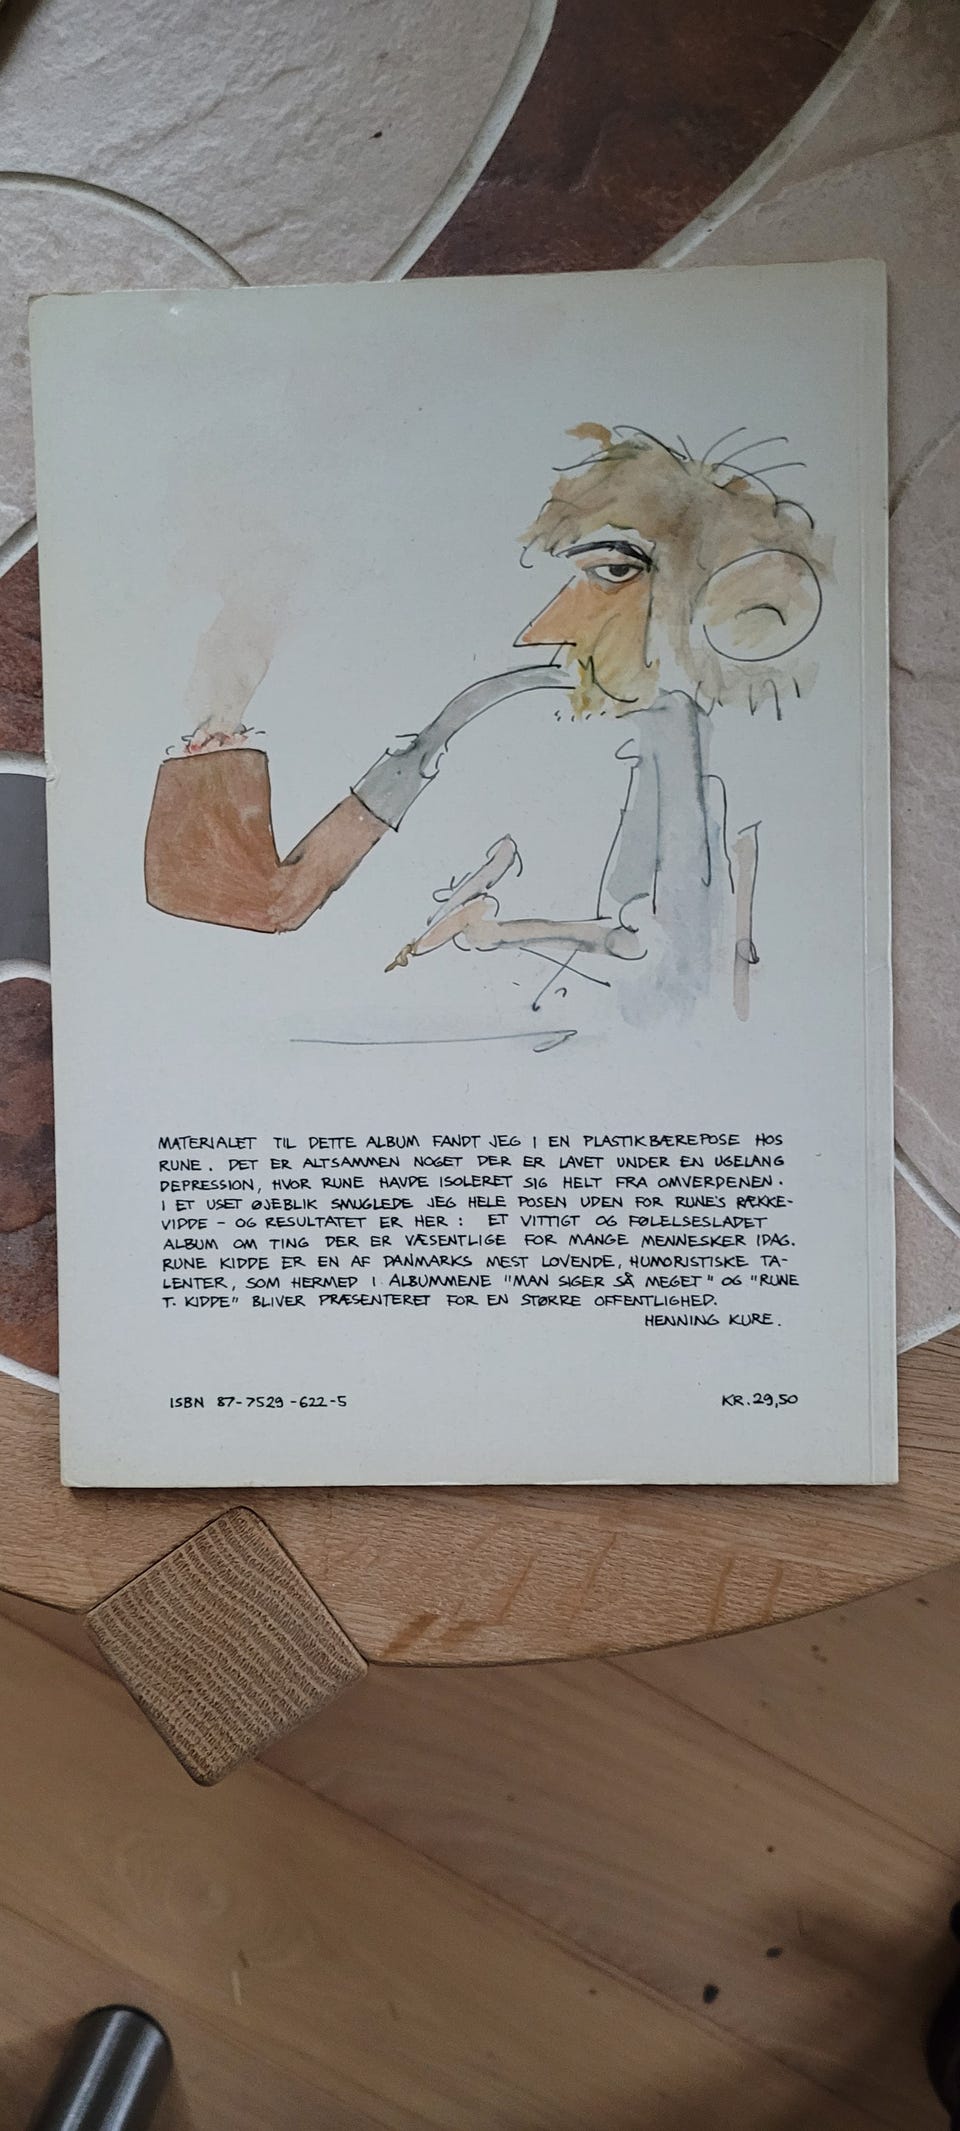 MATERIALET TIL DETTE ALBUM FANDT JEG I EN PLASTIKBÆREPOSE HOS
RUNE. DET ER ALTSAMMEN NOGET DER ER LAVET UNDER EN UGELANG
DEPRESSION, HVOR RUNE HAVDE ISOLERET SIG HELT FRA OMVERDENEN.
I ET USET ØJEBLIK SMUGLEDE JEG HELE POSEN UDEN FOR RUNE'S RÆKKE-
VIDDE - OG RESULTATET ER HER: ET VITTIGT OG FØLELSESLADET
ALBUM OM TING DER ER VÆSENTLIGE FOR MANGE MENNESKER IDAG.
RUNE KIDDE ER EN AF DANMARKS MEST LOVENDE, HUMORISTISKE TA-
LENTER, SOM HERMED I ALBUMMENE "MAN SIGER SÅ MEGET" OG "RUNE
T. KIDDE" BLIVER PRÆSENTERET FOR EN STØRRE OFFENTLIGHED.
HENNING KURE.
ISBN 87-7529-622-5 KR. 29,50